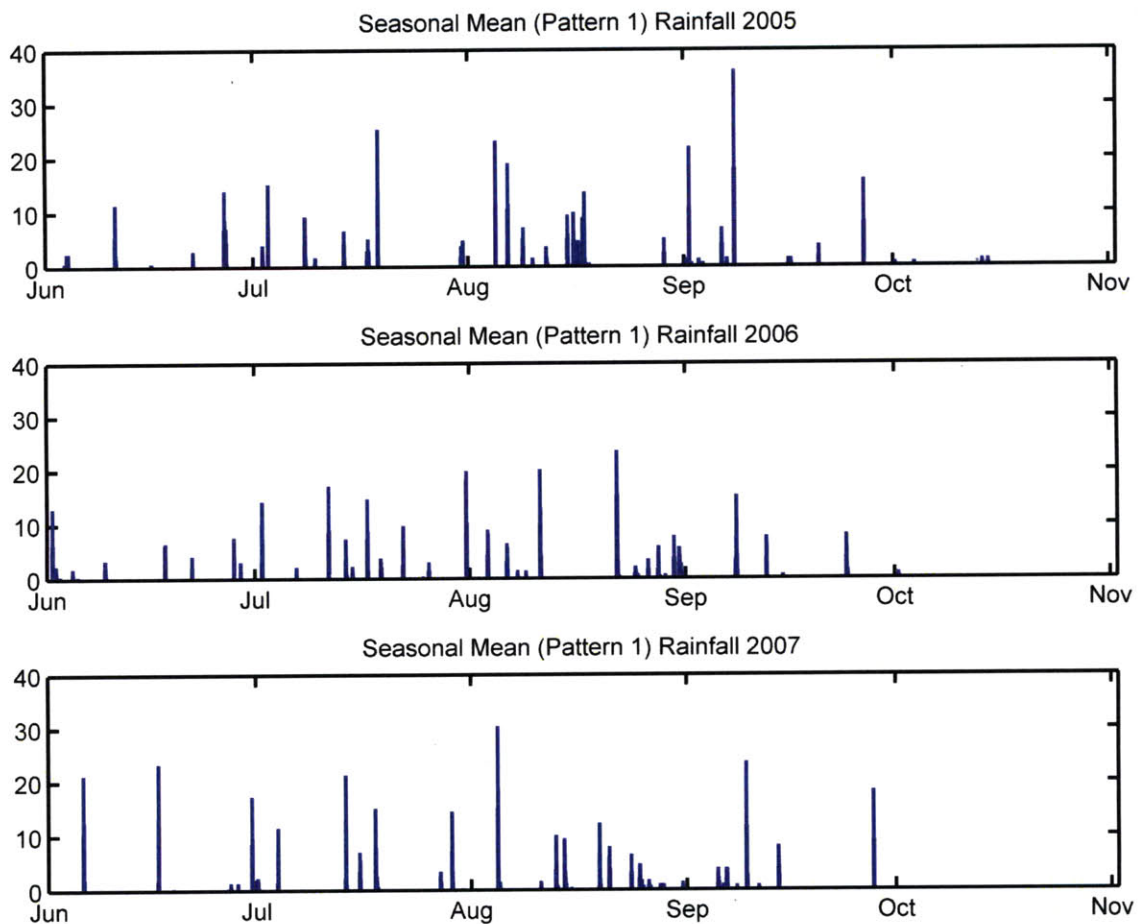 Seasonal Mean (Pattern 1) Rainfall 2005
40
30
20
10
0
Jun Jul Aug Sep Oct Nov
Seasonal Mean (Pattern 1) Rainfall 2006
40
30
20
10
0
Jun Jul Aug Sep Oct Nov
Seasonal Mean (Pattern 1) Rainfall 2007
40
30
20
10
0
Jun Jul Aug Sep Oct Nov